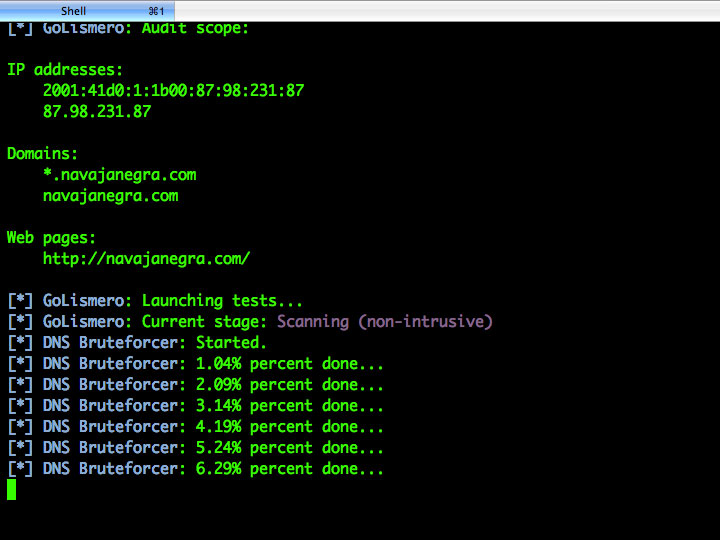 Shell ⌘1
[*] GoLismero: Audit scope:
IP addresses:
2001:41d0:1:1b00:87:98:231:87
87.98.231.87
Domains:
*.navajanegra.com
navajanegra.com
Web pages:
http://navajanegra.com/
[*] GoLismero: Launching tests...
[*] GoLismero: Current stage: Scanning (non-intrusive)
[*] DNS Bruteforcer: Started.
[*] DNS Bruteforcer: 1.04% percent done...
[*] DNS Bruteforcer: 2.09% percent done...
[*] DNS Bruteforcer: 3.14% percent done...
[*] DNS Bruteforcer: 4.19% percent done...
[*] DNS Bruteforcer: 5.24% percent done...
[*] DNS Bruteforcer: 6.29% percent done...